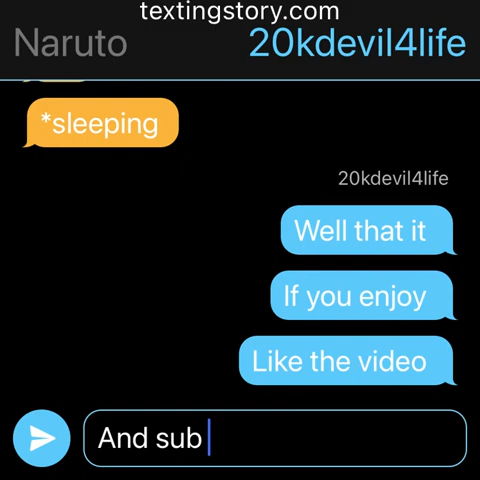 textingstory.com
Naruto 20kdevil4life
*sleeping
20kdevil4life
Well that it
If you enjoy
Like the video
And sub